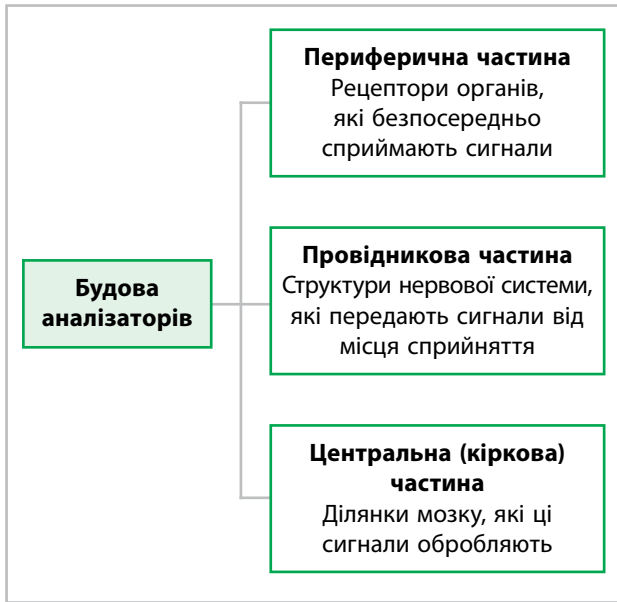 Периферична частина
Рецептори органів,
які безпосередньо
сприймають сигнали
Будова
аналізаторів
Провідникова частина
Структури нервової системи,
які передають сигнали від
місця сприйняття
Центральна (кіркова)
частина
Ділянки мозку, які ці
сигнали обробляють